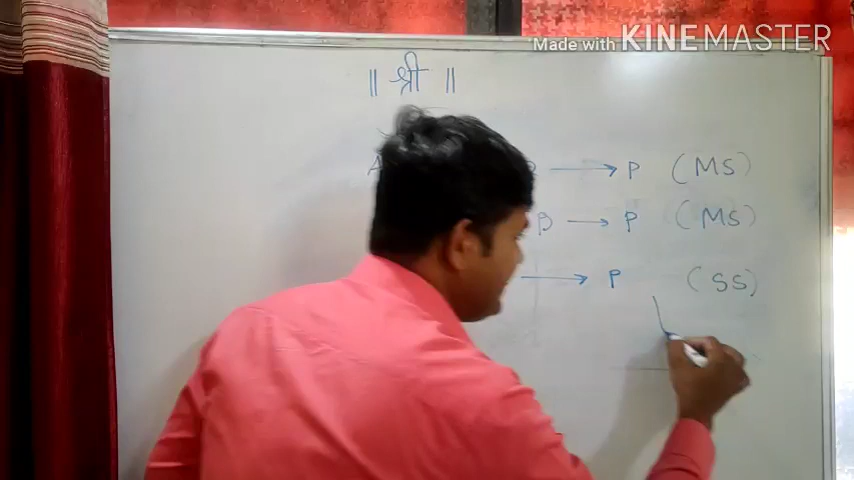 Made with KINEMASTER
॥ श्री ॥
A → P (MS)
B → P (MS)
→ P (SS)